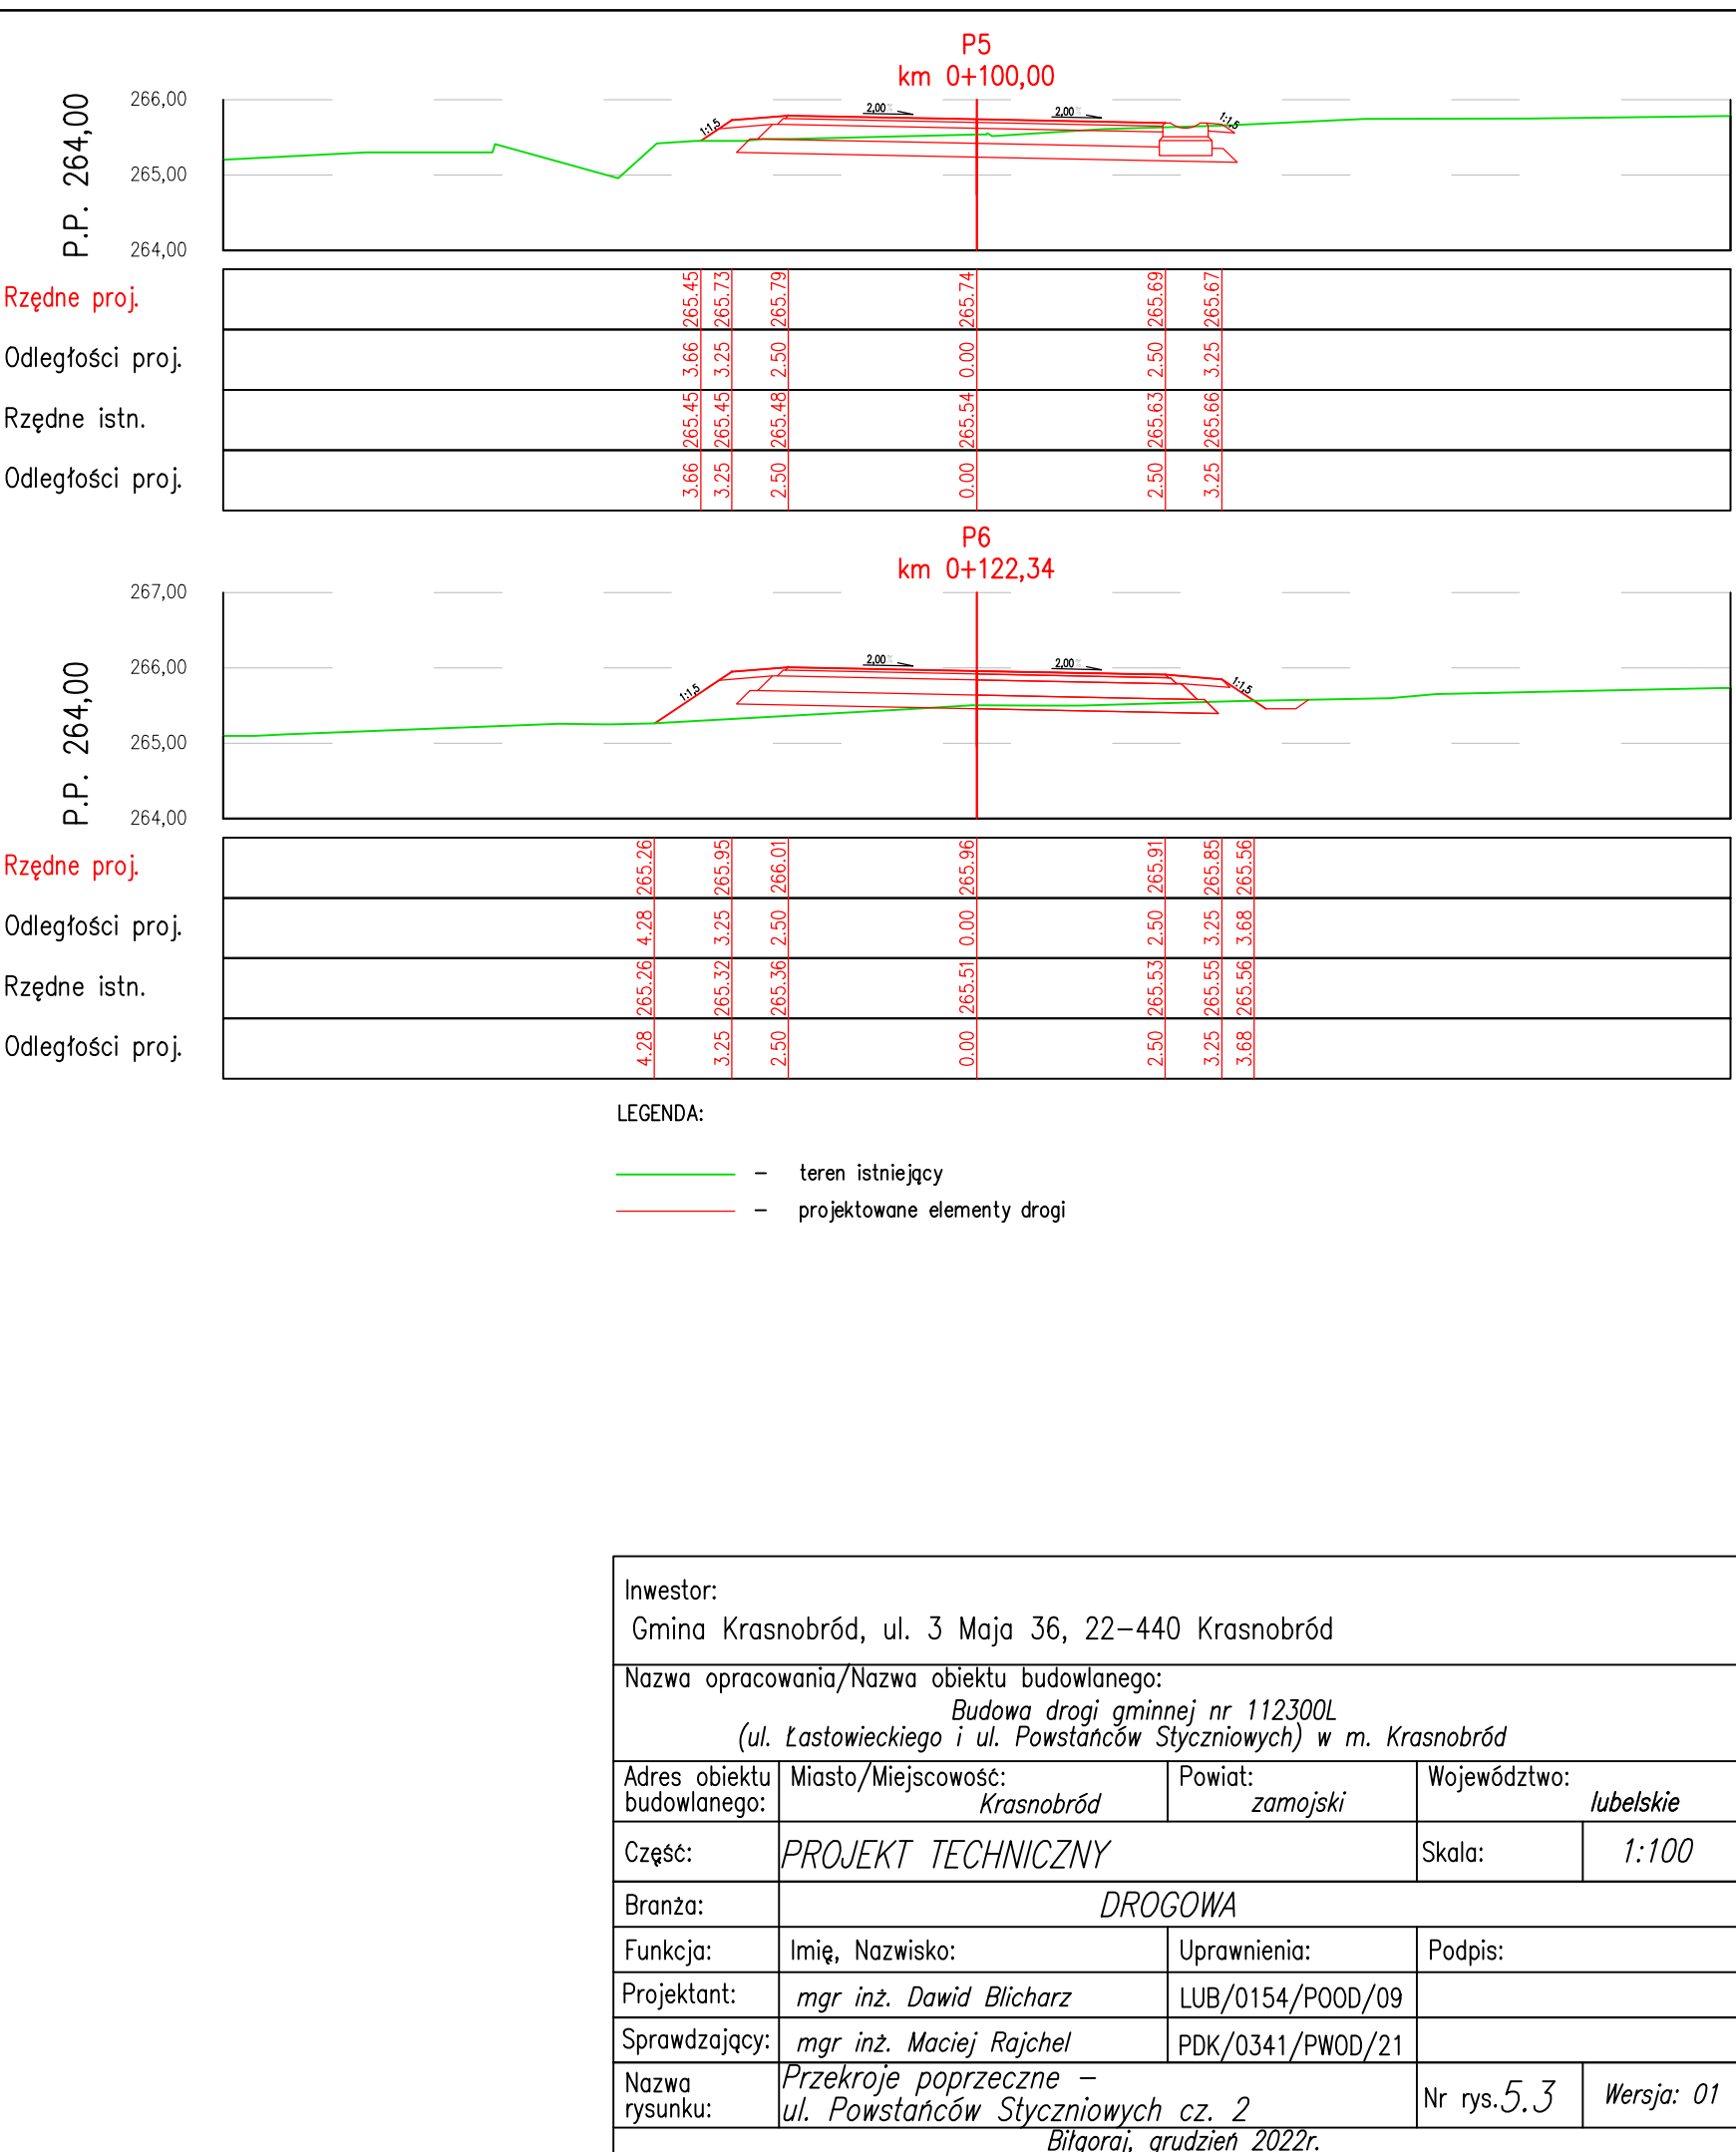 P5
km 0+100,00
P.P. 264,00
266,00
265,00
264,00
1:1,5
2,00%
2,00%
1:1,5
Rzędne proj.
265.45 265.73 265.79 265.74 265.69 265.67
Odległości proj.
3.66 3.25 2.50 0.00 2.50 3.25
Rzędne istn.
265.45 265.45 265.48 265.54 265.63 265.66
Odległości proj.
3.66 3.25 2.50 0.00 2.50 3.25
P6
km 0+122,34
P.P. 264,00
267,00
266,00
265,00
264,00
1:1,5
2,00%
2,00%
1:1,5
Rzędne proj.
265.26 265.95 266.01 265.96 265.91 265.85 265.56
Odległości proj.
4.28 3.25 2.50 0.00 2.50 3.25 3.68
Rzędne istn.
265.26 265.32 265.36 265.51 265.53 265.55 265.56
Odległości proj.
4.28 3.25 2.50 0.00 2.50 3.25 3.68
LEGENDA:
– teren istniejący
– projektowane elementy drogi
Inwestor:
Gmina Krasnobród, ul. 3 Maja 36, 22–440 Krasnobród
Nazwa opracowania/Nazwa obiektu budowlanego:
Budowa drogi gminnej nr 112300L
(ul. Łastowieckiego i ul. Powstańców Styczniowych) w m. Krasnobród
Adres obiektu budowlanego:
Miasto/Miejscowość:
Krasnobród
Powiat:
zamojski
Województwo:
lubelskie
Część: PROJEKT TECHNICZNY Skala: 1:100
Branża: DROGOWA
Funkcja: Imię, Nazwisko: Uprawnienia: Podpis:
Projektant: mgr inż. Dawid Blicharz LUB/0154/POOD/09
Sprawdzający: mgr inż. Maciej Rajchel PDK/0341/PWOD/21
Nazwa rysunku:
Przekroje poprzeczne –
ul. Powstańców Styczniowych cz. 2
Nr rys. 5.3 Wersja: 01
Biłgoraj, grudzień 2022r.